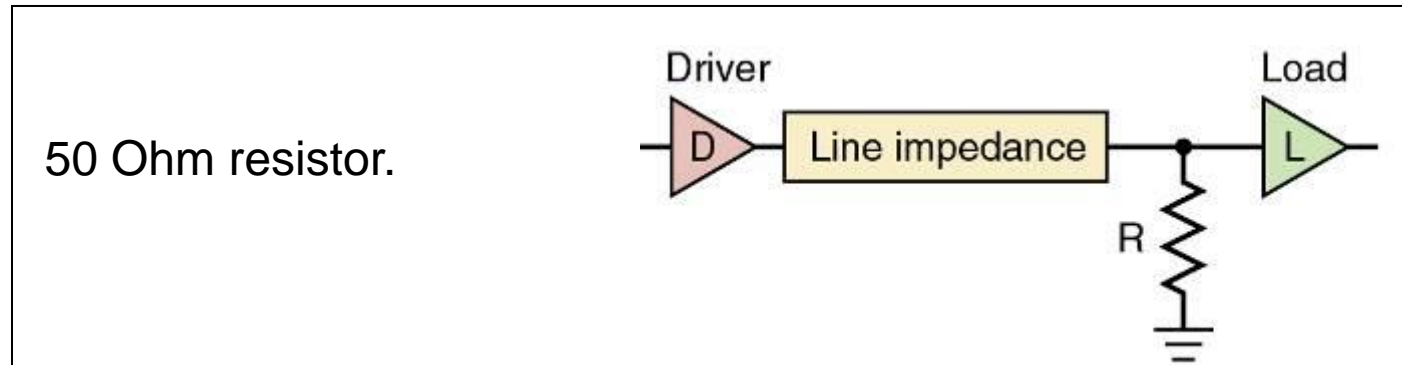 Driver
Load
50 Ohm resistor.
D
Line impedance
L
R